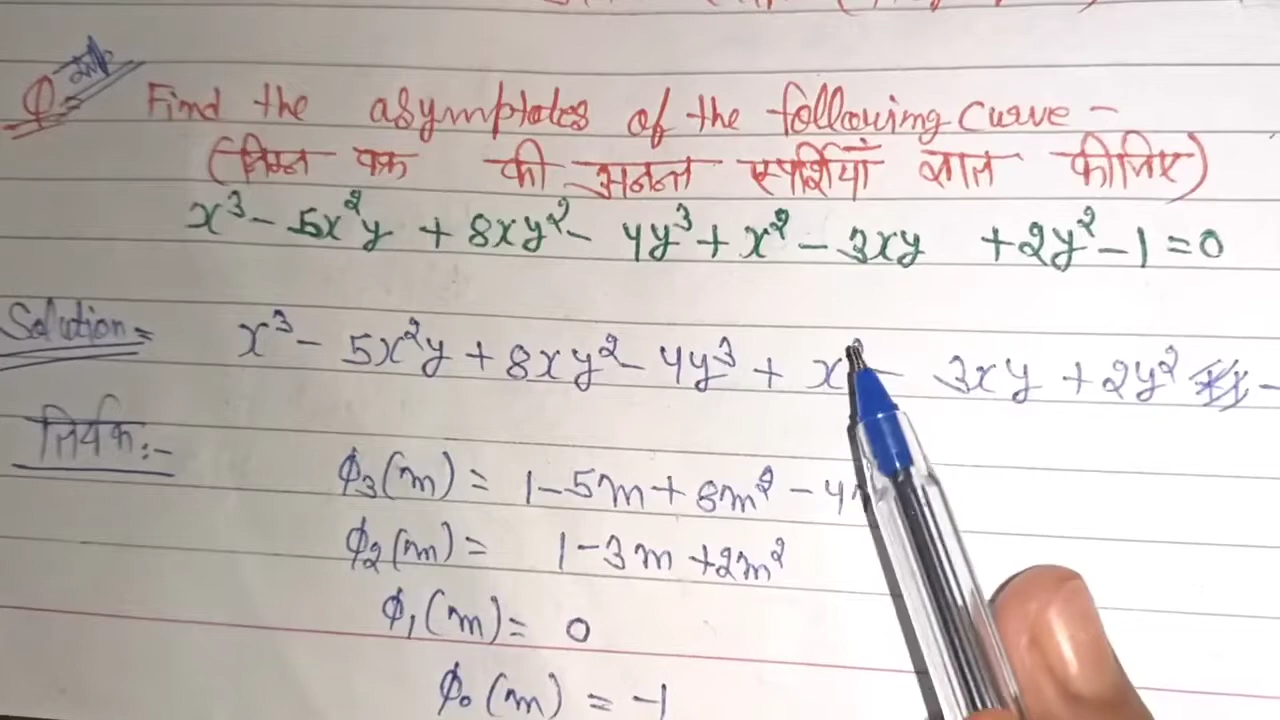 Q=
Find the asymptotes of the following curve -
(निम्न वक्र की अनन्त स्पर्शियाँ ज्ञात कीजिए)
x³ - 5x²y + 8xy² - 4y³ + x² - 3xy + 2y² - 1 = 0
Solution= x³ - 5x²y + 8xy² - 4y³ + x² - 3xy + 2y² -
ϕ₃(m) = 1 - 5m + 8m² - 4
ϕ₂(m) = 1 - 3m + 2m²
ϕ₁(m) = 0
ϕ₀(m) = -1